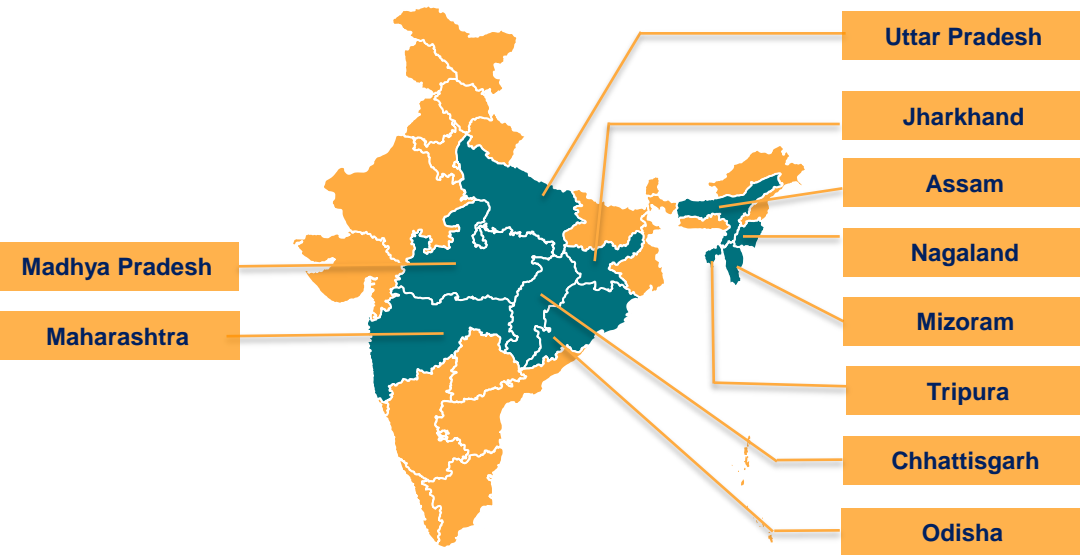 Uttar Pradesh
Jharkhand
Assam
Madhya Pradesh
Nagaland
Mizoram
Maharashtra
Tripura
Chhattisgarh
Odisha